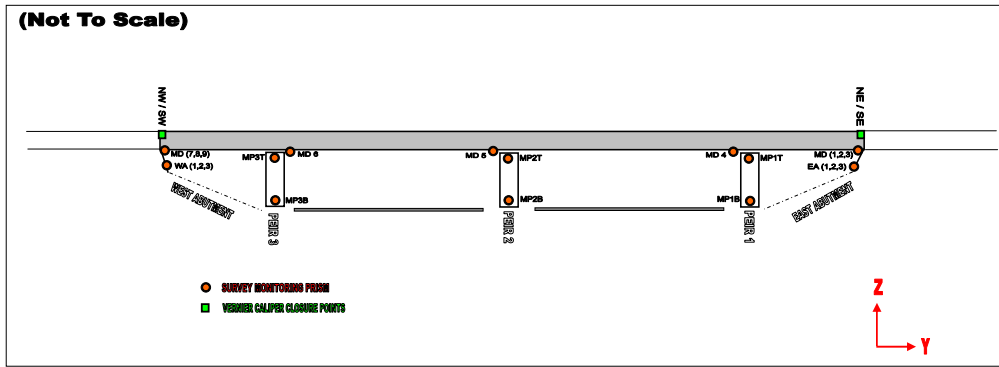 (Not To Scale)
NW / SW
NE / SE
MD (7,8,9)
WA (1,2,3)
MP3T
MD 6
MD 5
MP2T
MD 4
MP1T
MD (1,2,3)
EA (1,2,3)
WEST ABUTMENT
MP3B
MP2B
MP1B
EAST ABUTMENT
PEIR 3
PEIR 2
PEIR 1
SURVEY MONITORING PRISM
VERNIER CALIPER CLOSURE POINTS
Z
Y